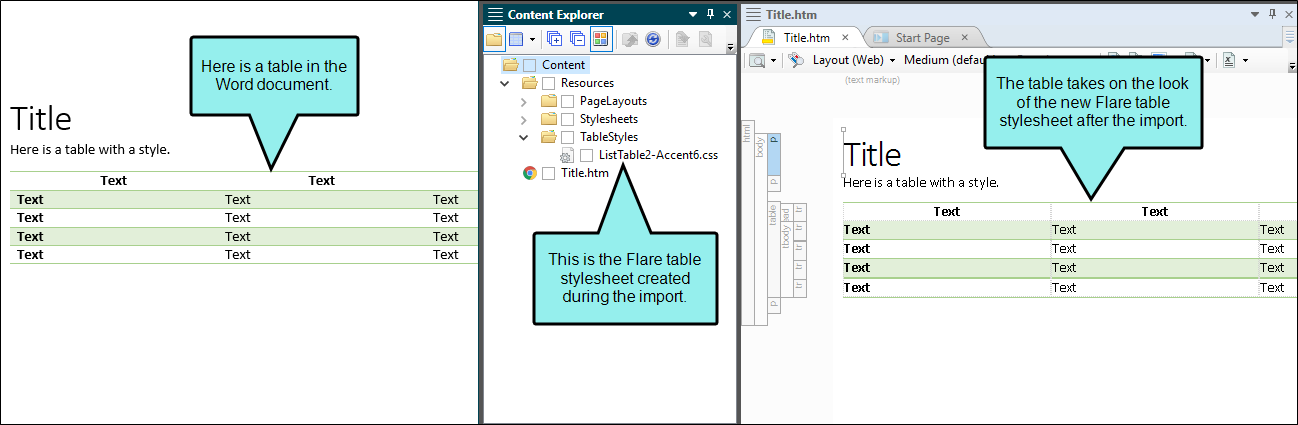 Here is a table in the
Word document.
Title
Here is a table with a style.
Text Text
Text Text Text
Text Text Text
Text Text Text
Text Text Text
Content Explorer
Content
Resources
PageLayouts
Stylesheets
TableStyles
ListTable2-Accent6.css
Title.htm
This is the Flare table
stylesheet created
during the import.
Title.htm
Title.htm Start Page
Layout (Web) Medium (defau
(text markup)
The table takes on the look
of the new Flare table
stylesheet after the import.
html
body
p
p
table
tbody
tr
tr
tr
tr
tr
p
Title
Here is a table with a style.
Text Text
Text Text Text
Text Text Text
Text Text Text
Text Text Text